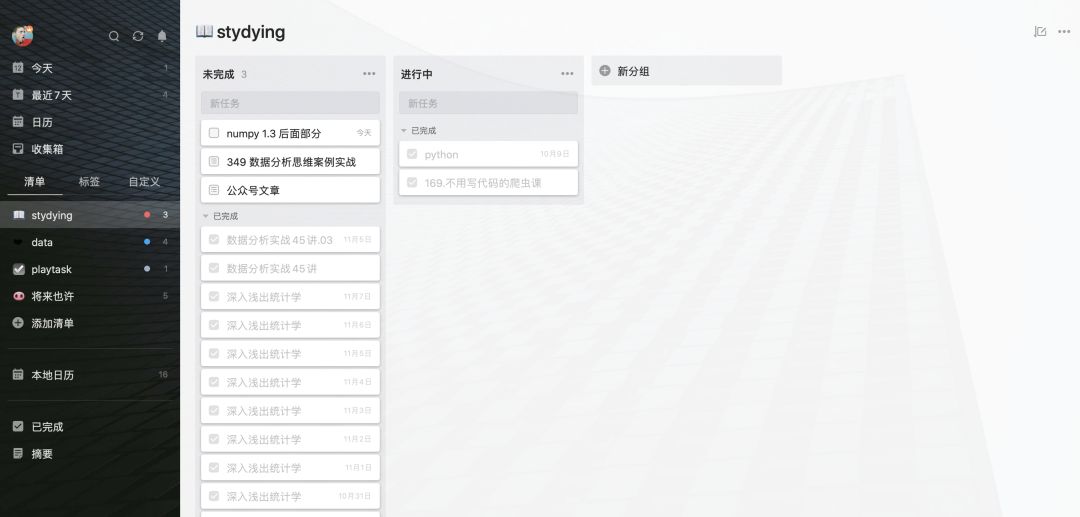 今天 1
最近7天 4
日历
收集箱
清单 标签 自定义
stydying 3
data 4
playtask 1
将来也许 5
添加清单
本地日历 16
已完成
摘要
stydying
未完成 3
新任务
numpy 1.3 后面部分 今天
349 数据分析思维案例实战
公众号文章
已完成
数据分析实战45讲.03 11月5日
数据分析实战45讲
深入浅出统计学 11月7日
深入浅出统计学 11月6日
深入浅出统计学 11月5日
深入浅出统计学 11月4日
深入浅出统计学 11月3日
深入浅出统计学 11月2日
深入浅出统计学 11月1日
深入浅出统计学 10月31日
进行中
新任务
已完成
python 10月9日
169.不用写代码的爬虫课
新分组